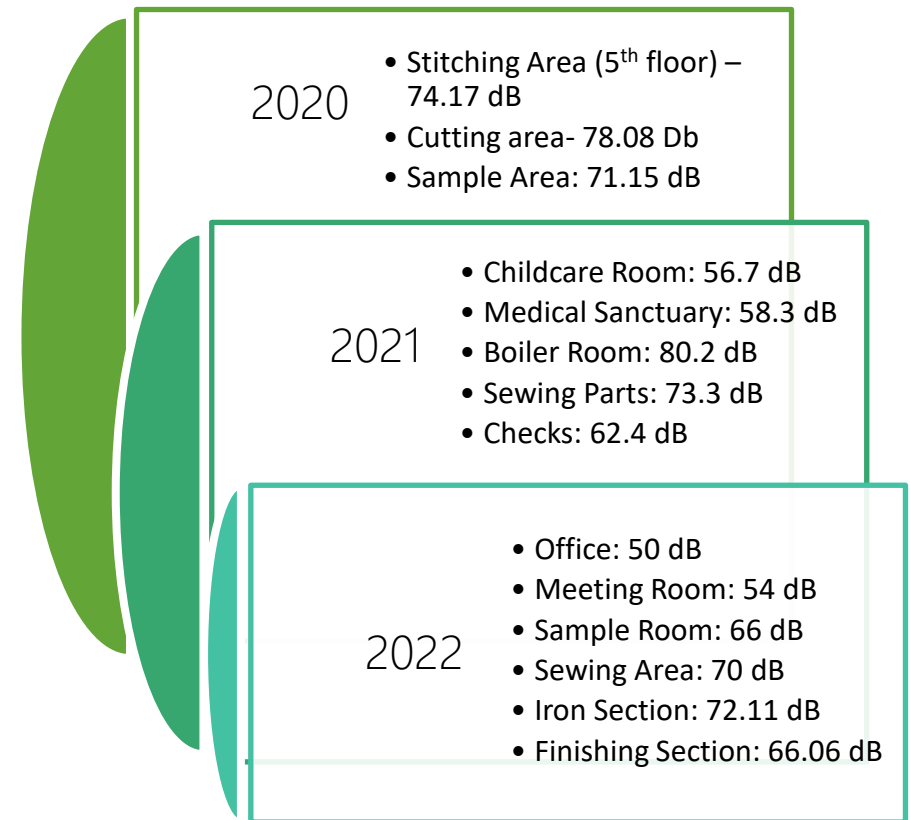 2020
• Stitching Area (5th floor) –
74.17 dB
• Cutting area- 78.08 Db
• Sample Area: 71.15 dB
2021
• Childcare Room: 56.7 dB
• Medical Sanctuary: 58.3 dB
• Boiler Room: 80.2 dB
• Sewing Parts: 73.3 dB
• Checks: 62.4 dB
2022
• Office: 50 dB
• Meeting Room: 54 dB
• Sample Room: 66 dB
• Sewing Area: 70 dB
• Iron Section: 72.11 dB
• Finishing Section: 66.06 dB